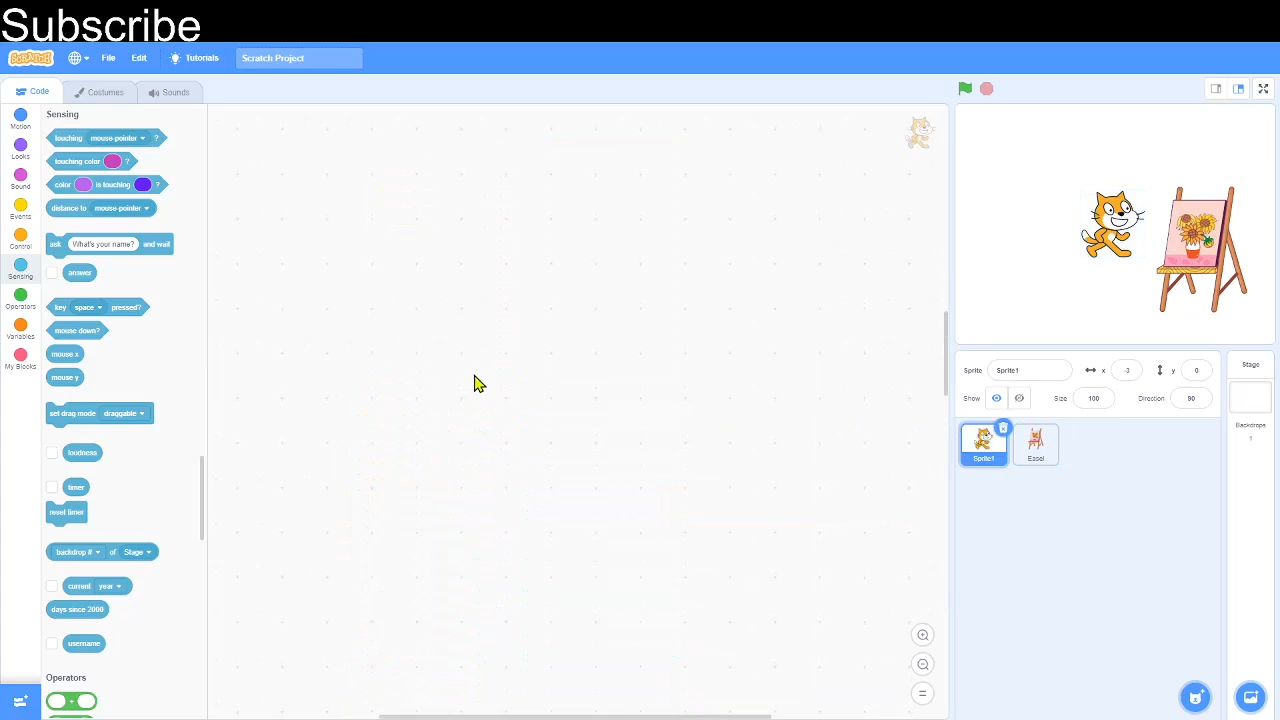 Subscribe
SCRATCH File Edit Tutorials Scratch Project
Code Costumes Sounds
Motion
Looks
Sound
Events
Control
Sensing
Operators
Variables
My Blocks
Sensing
touching mouse-pointer ?
touching color ?
color is touching ?
distance to mouse-pointer
ask What's your name? and wait
answer
key space pressed?
mouse down?
mouse x
mouse y
set drag mode draggable
loudness
timer
reset timer
backdrop # of Stage
current year
days since 2000
username
Operators
+
Sprite Sprite1 x -3 y 0
Show Size 100 Direction 90
Sprite1 Easel
Stage
Backdrops
1